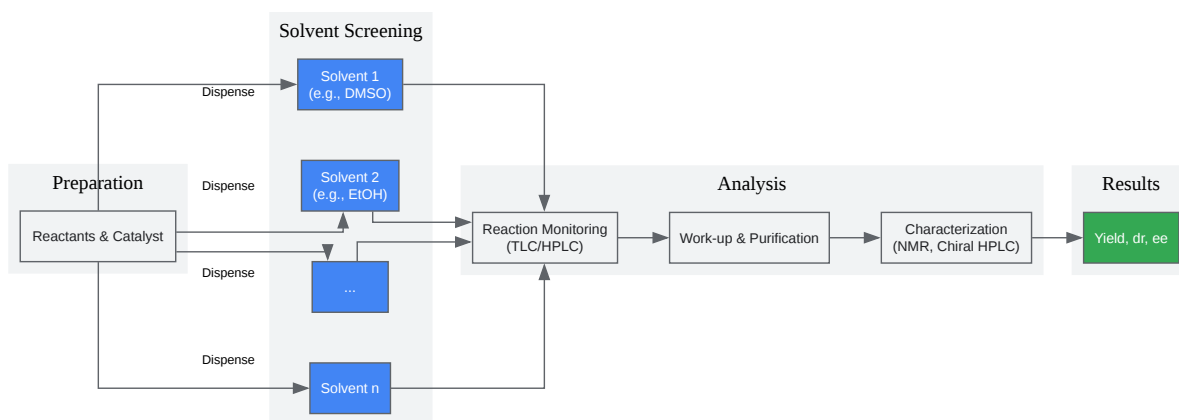 Solvent Screening
Solvent 1
(e.g., DMSO)
Dispense
Solvent 2
(e.g., EtOH)
Dispense
Preparation
Reactants & Catalyst
Dispense
...
Dispense
Solvent n
Analysis
Reaction Monitoring
(TLC/HPLC)
Work-up & Purification
Characterization
(NMR, Chiral HPLC)
Results
Yield, dr, ee